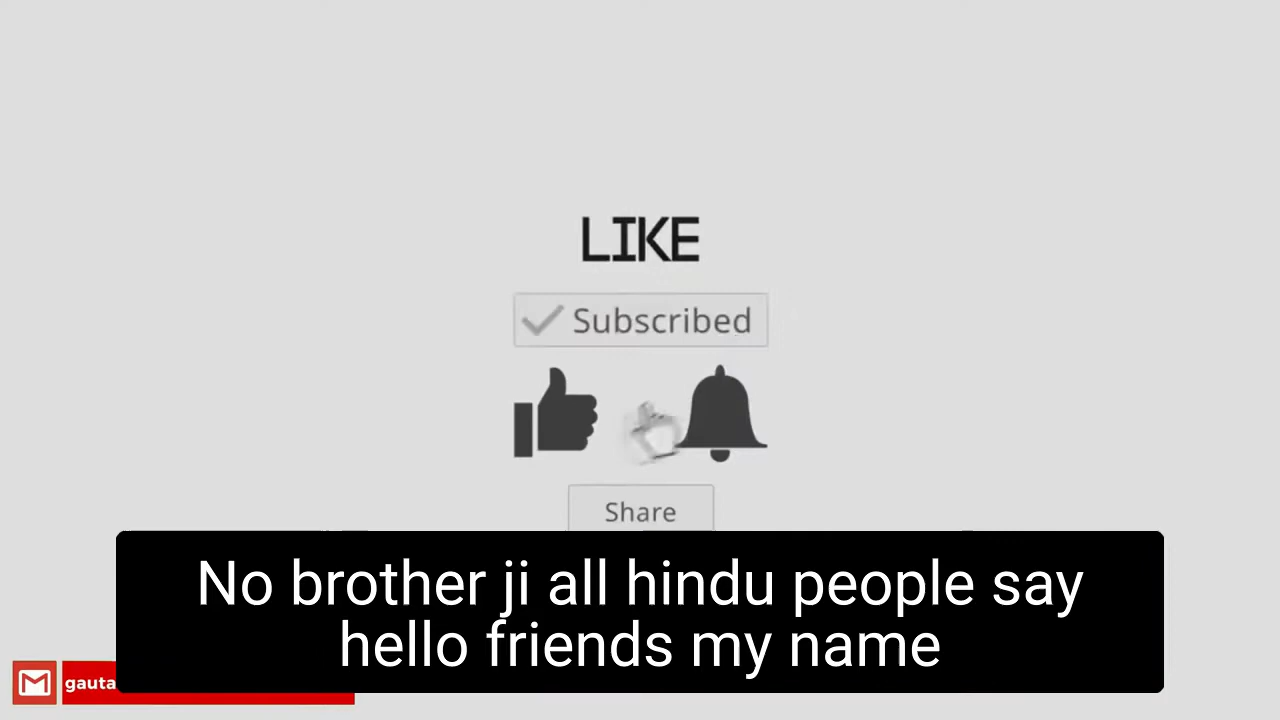 LIKE
Subscribed
Share
No brother ji all hindu people say
hello friends my name
gauta